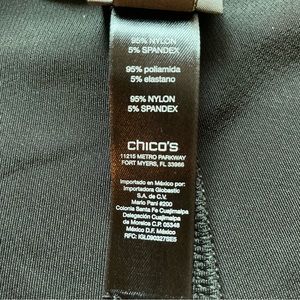 95% NYLON
5% SPANDEX
95% poliamida
5% elastano
95% NYLON
5% SPANDEX
chico's
11215 METRO PARKWAY
FORT MYERS, FL 33966
Importado en México por:
Importadora Globastic
S.A. de C.V.
Mario Pani #200
Colonia Santa Fe Cuajimalpa
Delegación Cuajimalpa
de Morelos C.P. 05348
México D.F. México
RFC: IGL090327SE5